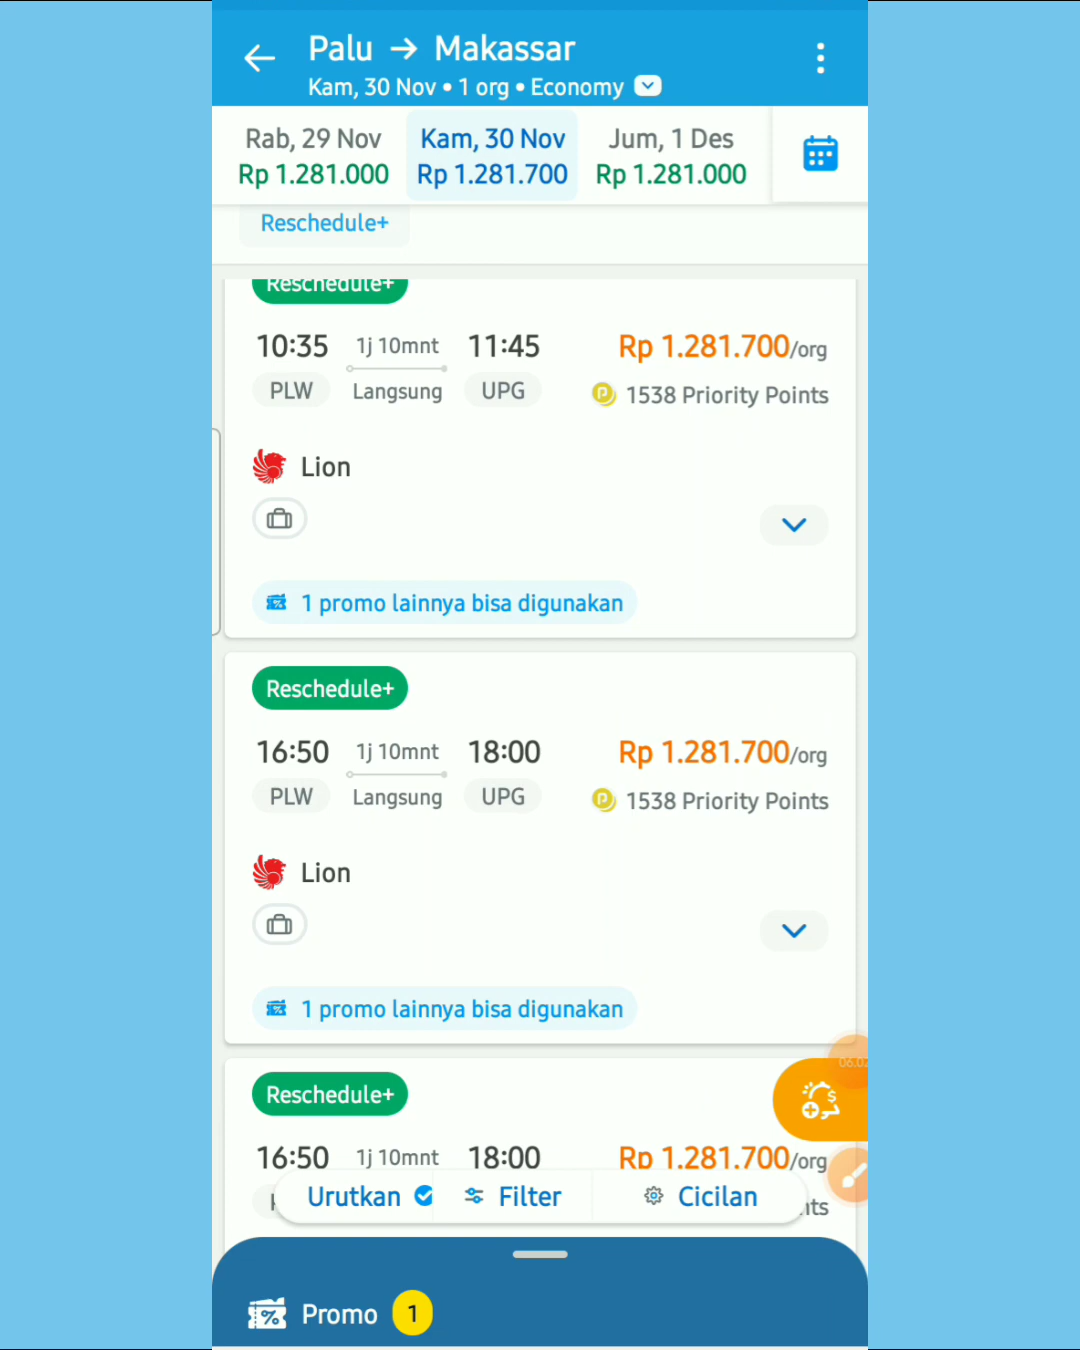 Palu → Makassar
Kam, 30 Nov • 1 org • Economy
Rab, 29 Nov Kam, 30 Nov Jum, 1 Des
Rp 1.281.000 Rp 1.281.700 Rp 1.281.000
Reschedule+
Reschedule+
10:35 1j 10mnt 11:45 Rp 1.281.700/org
PLW Langsung UPG 1538 Priority Points
Lion
1 promo lainnya bisa digunakan
Reschedule+
16:50 1j 10mnt 18:00 Rp 1.281.700/org
PLW Langsung UPG 1538 Priority Points
Lion
1 promo lainnya bisa digunakan
Reschedule+
16:50 1j 10mnt 18:00 Rp 1.281.700/org
Urutkan Filter Cicilan
Promo 1